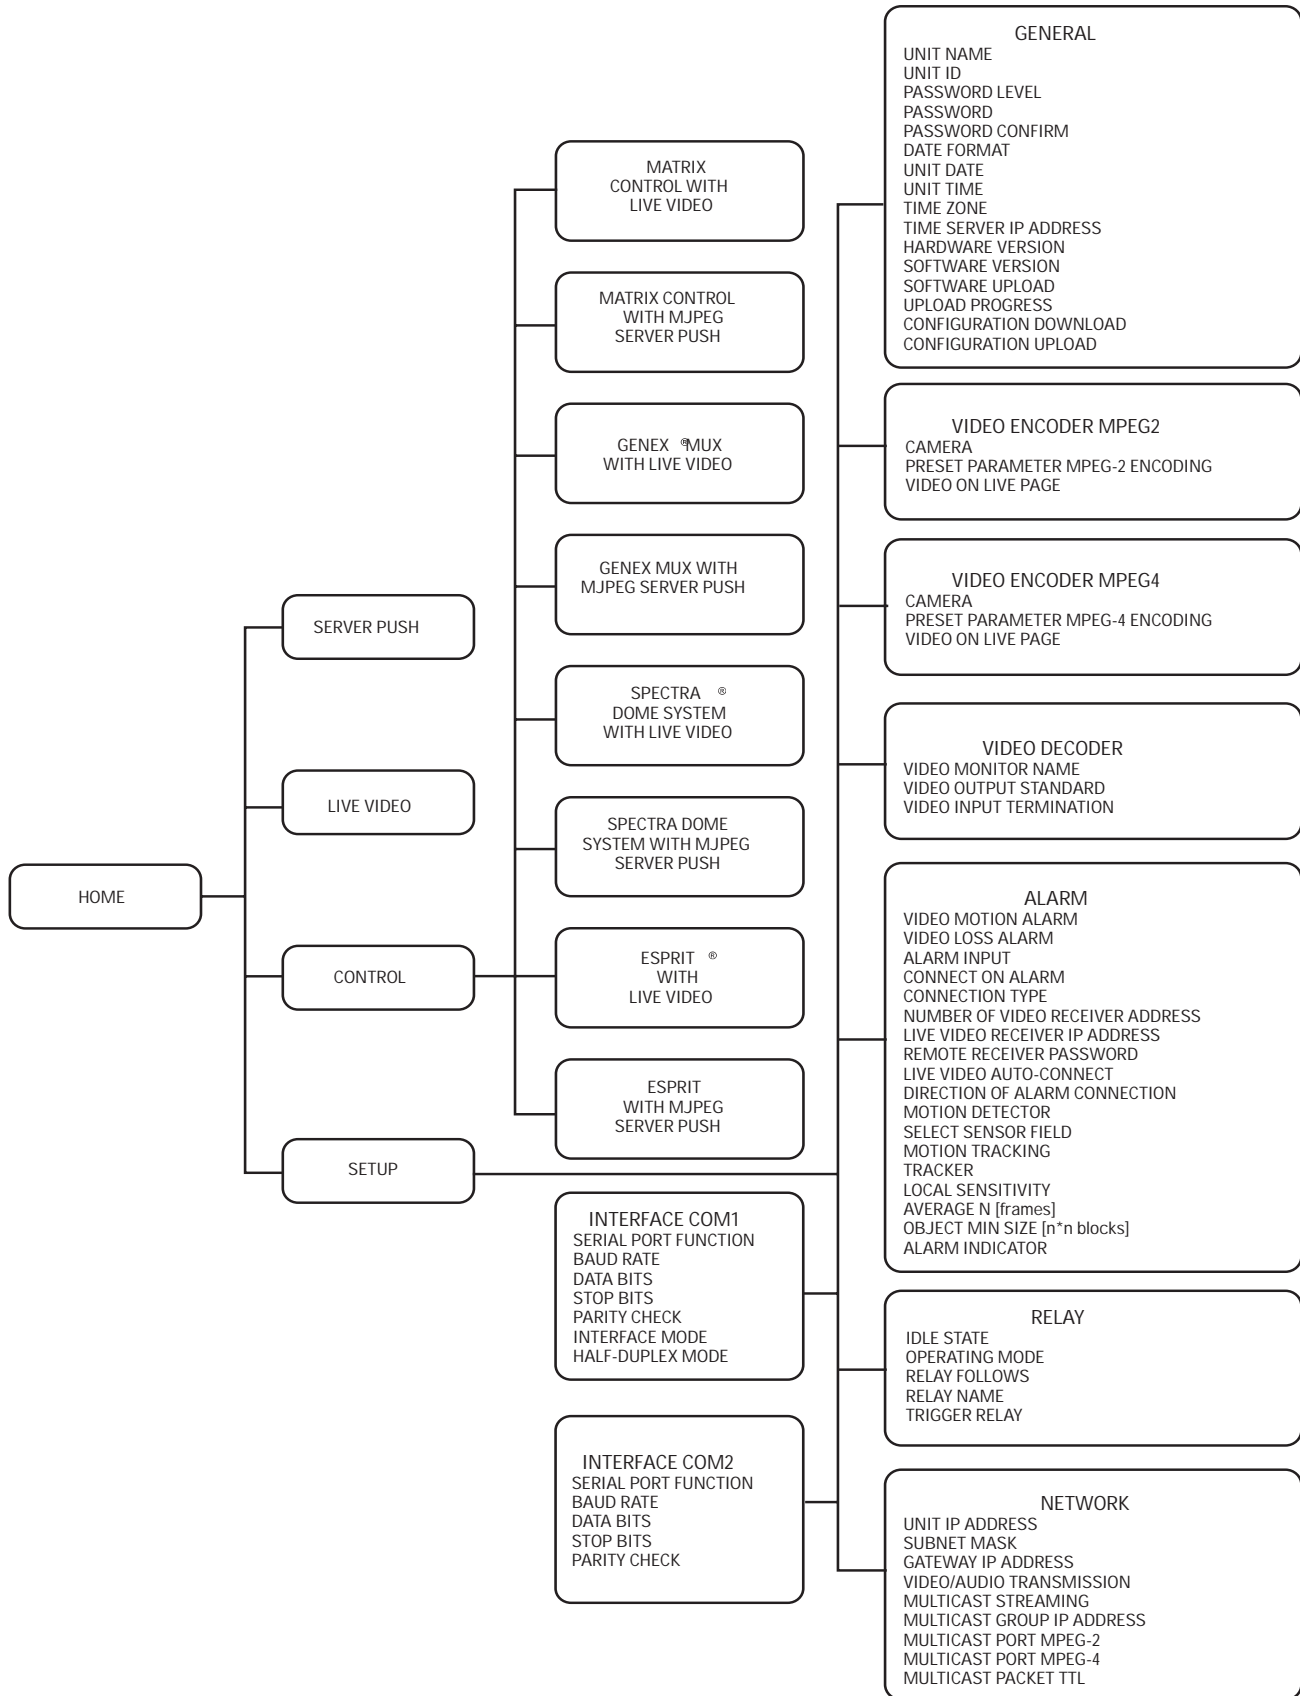 HOME
SERVER PUSH
LIVE VIDEO
CONTROL
SETUP
MATRIX
CONTROL WITH
LIVE VIDEO
MATRIX CONTROL
WITH MJPEG
SERVER PUSH
GENEX ®MUX
WITH LIVE VIDEO
GENEX MUX WITH
MJPEG SERVER PUSH
SPECTRA ®
DOME SYSTEM
WITH LIVE VIDEO
SPECTRA DOME
SYSTEM WITH MJPEG
SERVER PUSH
ESPRIT ®
WITH
LIVE VIDEO
ESPRIT
WITH MJPEG
SERVER PUSH
INTERFACE COM1
SERIAL PORT FUNCTION
BAUD RATE
DATA BITS
STOP BITS
PARITY CHECK
INTERFACE MODE
HALF-DUPLEX MODE
INTERFACE COM2
SERIAL PORT FUNCTION
BAUD RATE
DATA BITS
STOP BITS
PARITY CHECK
GENERAL
UNIT NAME
UNIT ID
PASSWORD LEVEL
PASSWORD
PASSWORD CONFIRM
DATE FORMAT
UNIT DATE
UNIT TIME
TIME ZONE
TIME SERVER IP ADDRESS
HARDWARE VERSION
SOFTWARE VERSION
SOFTWARE UPLOAD
UPLOAD PROGRESS
CONFIGURATION DOWNLOAD
CONFIGURATION UPLOAD
VIDEO ENCODER MPEG2
CAMERA
PRESET PARAMETER MPEG-2 ENCODING
VIDEO ON LIVE PAGE
VIDEO ENCODER MPEG4
CAMERA
PRESET PARAMETER MPEG-4 ENCODING
VIDEO ON LIVE PAGE
VIDEO DECODER
VIDEO MONITOR NAME
VIDEO OUTPUT STANDARD
VIDEO INPUT TERMINATION
ALARM
VIDEO MOTION ALARM
VIDEO LOSS ALARM
ALARM INPUT
CONNECT ON ALARM
CONNECTION TYPE
NUMBER OF VIDEO RECEIVER ADDRESS
LIVE VIDEO RECEIVER IP ADDRESS
REMOTE RECEIVER PASSWORD
LIVE VIDEO AUTO-CONNECT
DIRECTION OF ALARM CONNECTION
MOTION DETECTOR
SELECT SENSOR FIELD
MOTION TRACKING
TRACKER
LOCAL SENSITIVITY
AVERAGE N [frames]
OBJECT MIN SIZE [n*n blocks]
ALARM INDICATOR
RELAY
IDLE STATE
OPERATING MODE
RELAY FOLLOWS
RELAY NAME
TRIGGER RELAY
NETWORK
UNIT IP ADDRESS
SUBNET MASK
GATEWAY IP ADDRESS
VIDEO/AUDIO TRANSMISSION
MULTICAST STREAMING
MULTICAST GROUP IP ADDRESS
MULTICAST PORT MPEG-2
MULTICAST PORT MPEG-4
MULTICAST PACKET TTL